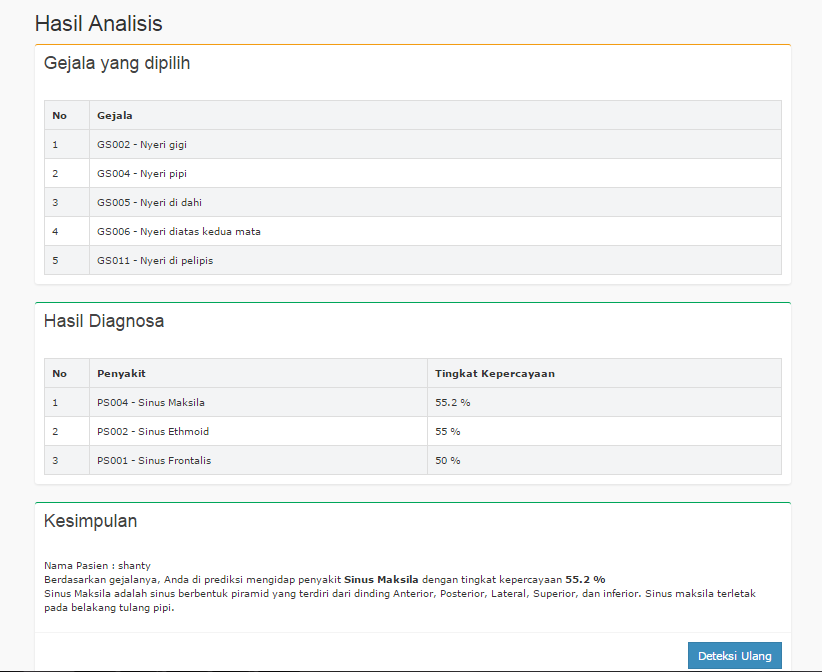 Hasil Analisis
Gejala yang dipilih
No Gejala
1 GS002 - Nyeri gigi
2 GS004 - Nyeri pipi
3 GS005 - Nyeri di dahi
4 GS006 - Nyeri diatas kedua mata
5 GS011 - Nyeri di pelipis
Hasil Diagnosa
No Penyakit Tingkat Kepercayaan
1 PS004 - Sinus Maksila 55.2 %
2 PS002 - Sinus Ethmoid 55 %
3 PS001 - Sinus Frontalis 50 %
Kesimpulan
Nama Pasien : shanty
Berdasarkan gejalanya, Anda di prediksi mengidap penyakit Sinus Maksila dengan tingkat kepercayaan 55.2 %
Sinus Maksila adalah sinus berbentuk piramid yang terdiri dari dinding Anterior, Posterior, Lateral, Superior, dan inferior. Sinus maksila terletak
pada belakang tulang pipi.
Deteksi Ulang